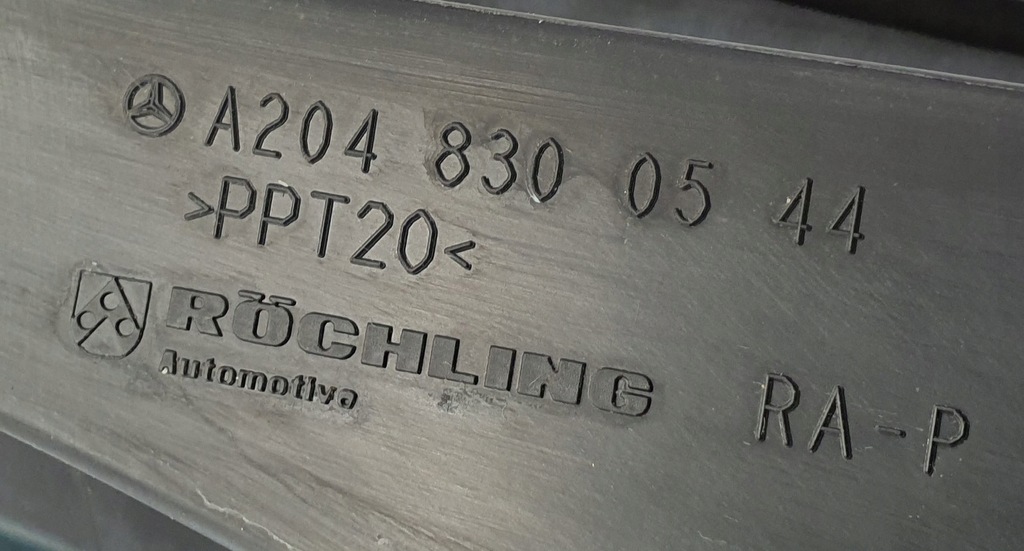 A204 830 05 44
>PPT20<
RÖCHLING
Automotive
RA-P